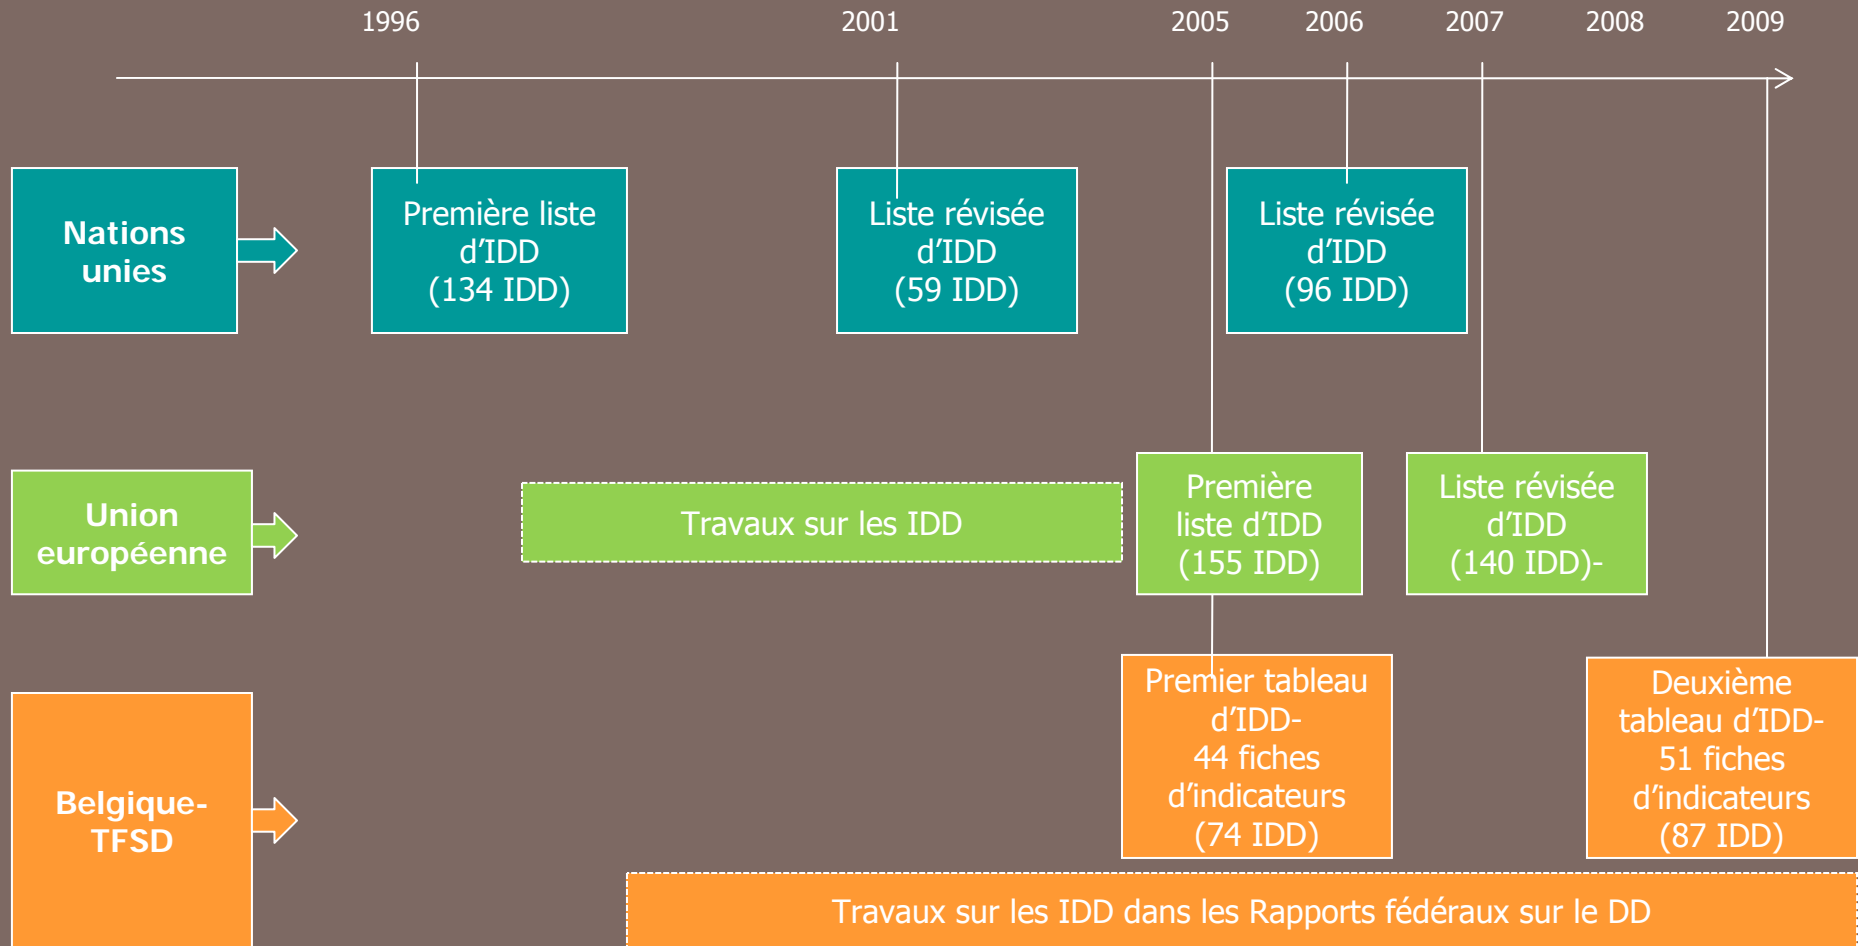 1996 2001 2005 2006 2007 2008 2009
Nations
unies
Première liste
d’IDD
(134 IDD)
Liste révisée
d’IDD
(59 IDD)
Liste révisée
d’IDD
(96 IDD)
Union
européenne
Travaux sur les IDD
Première
liste d’IDD
(155 IDD)
Liste révisée
d’IDD
(140 IDD)-
Belgique-
TFSD
Premier tableau
d’IDD-
44 fiches
d’indicateurs
(74 IDD)
Deuxième
tableau d’IDD-
51 fiches
d’indicateurs
(87 IDD)
Travaux sur les IDD dans les Rapports fédéraux sur le DD